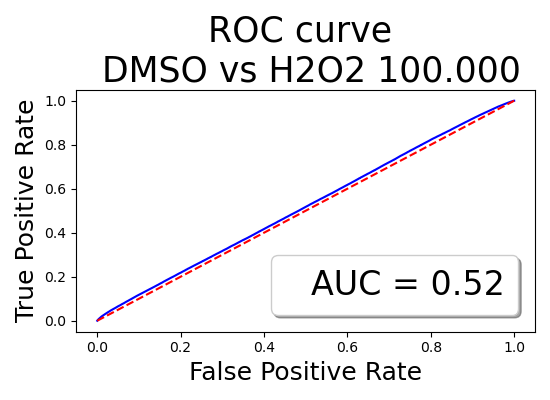 ROC curve
DMSO vs H2O2 100.000
True Positive Rate
1.0
0.8
0.6
0.4
0.2
0.0
AUC = 0.52
0.0 0.2 0.4 0.6 0.8 1.0
False Positive Rate